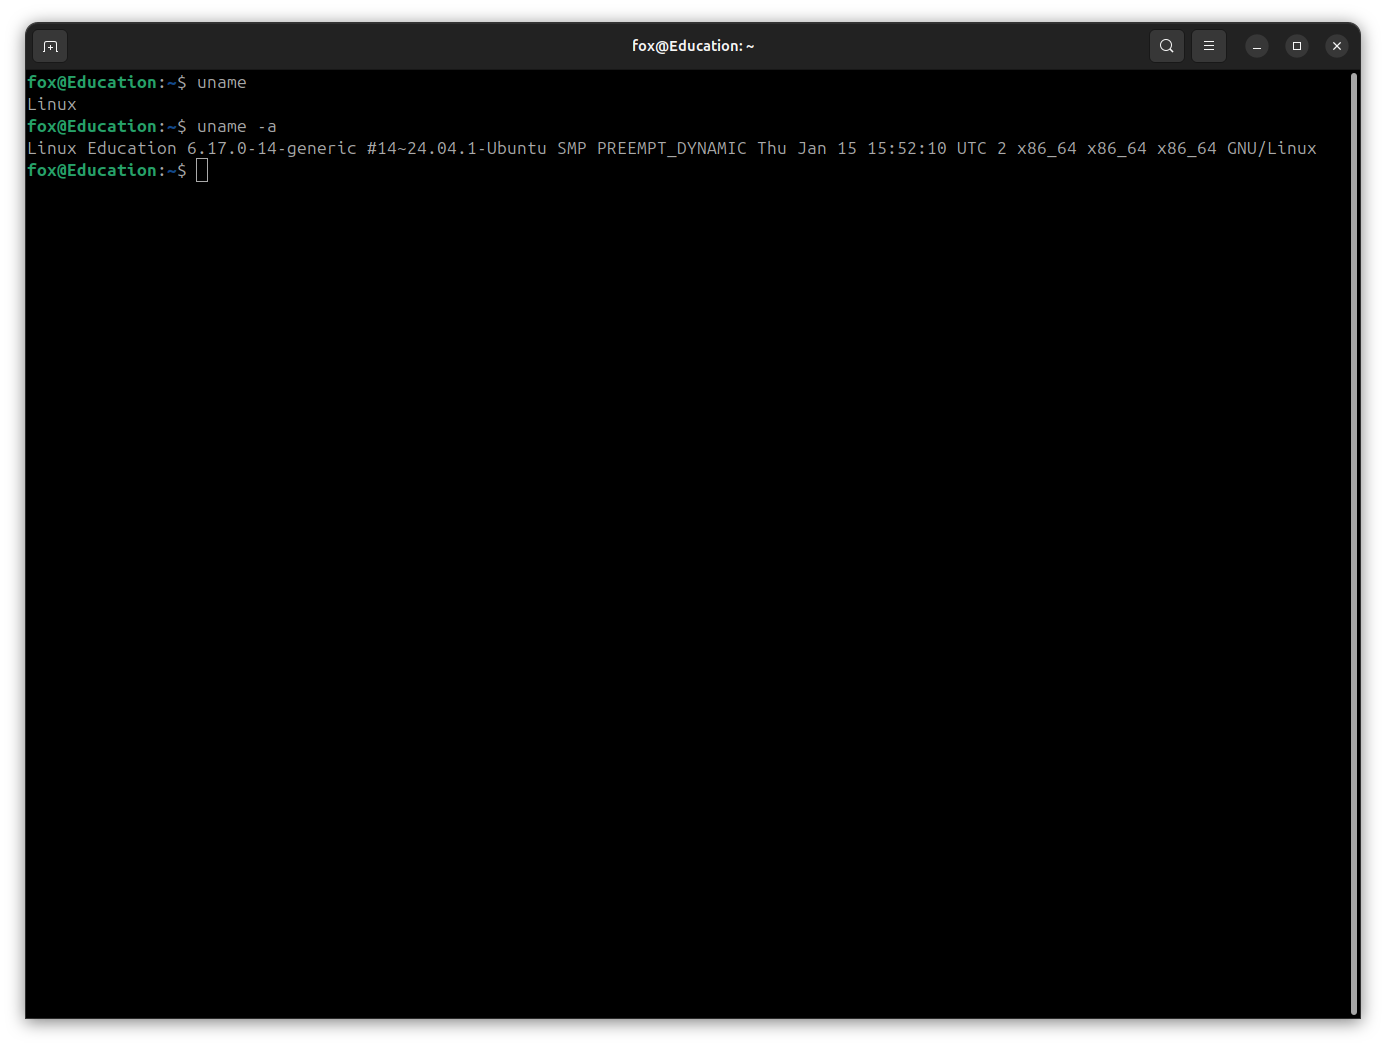 fox@Education: ~
fox@Education:~$ uname
Linux
fox@Education:~$ uname -a
Linux Education 6.17.0-14-generic #14~24.04.1-Ubuntu SMP PREEMPT_DYNAMIC Thu Jan 15 15:52:10 UTC 2 x86_64 x86_64 x86_64 GNU/Linux
fox@Education:~$